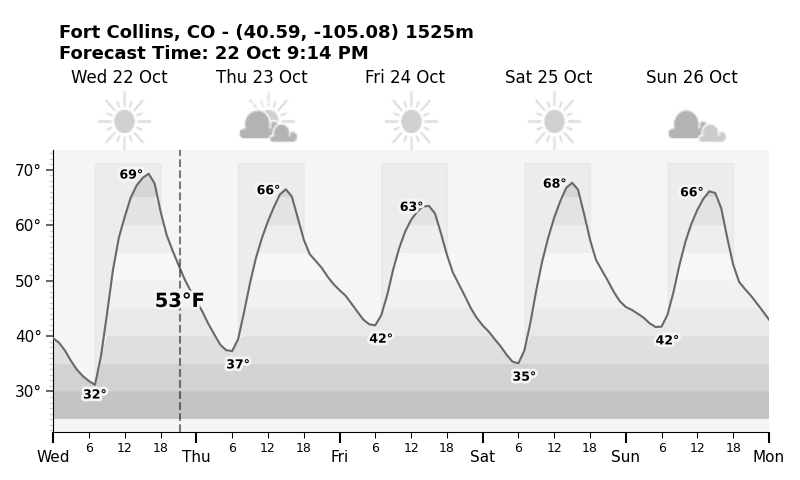 Fort Collins, CO - (40.59, -105.08) 1525m
Forecast Time: 22 Oct 9:14 PM
Wed 22 Oct Thu 23 Oct Fri 24 Oct Sat 25 Oct Sun 26 Oct
70°
60°
50°
40°
30°
69°
66°
63°
68°
66°
53°F
32°
37°
42°
35°
42°
6 12 18 6 12 18 6 12 18 6 12 18 6 12 18
Wed Thu Fri Sat Sun Mon